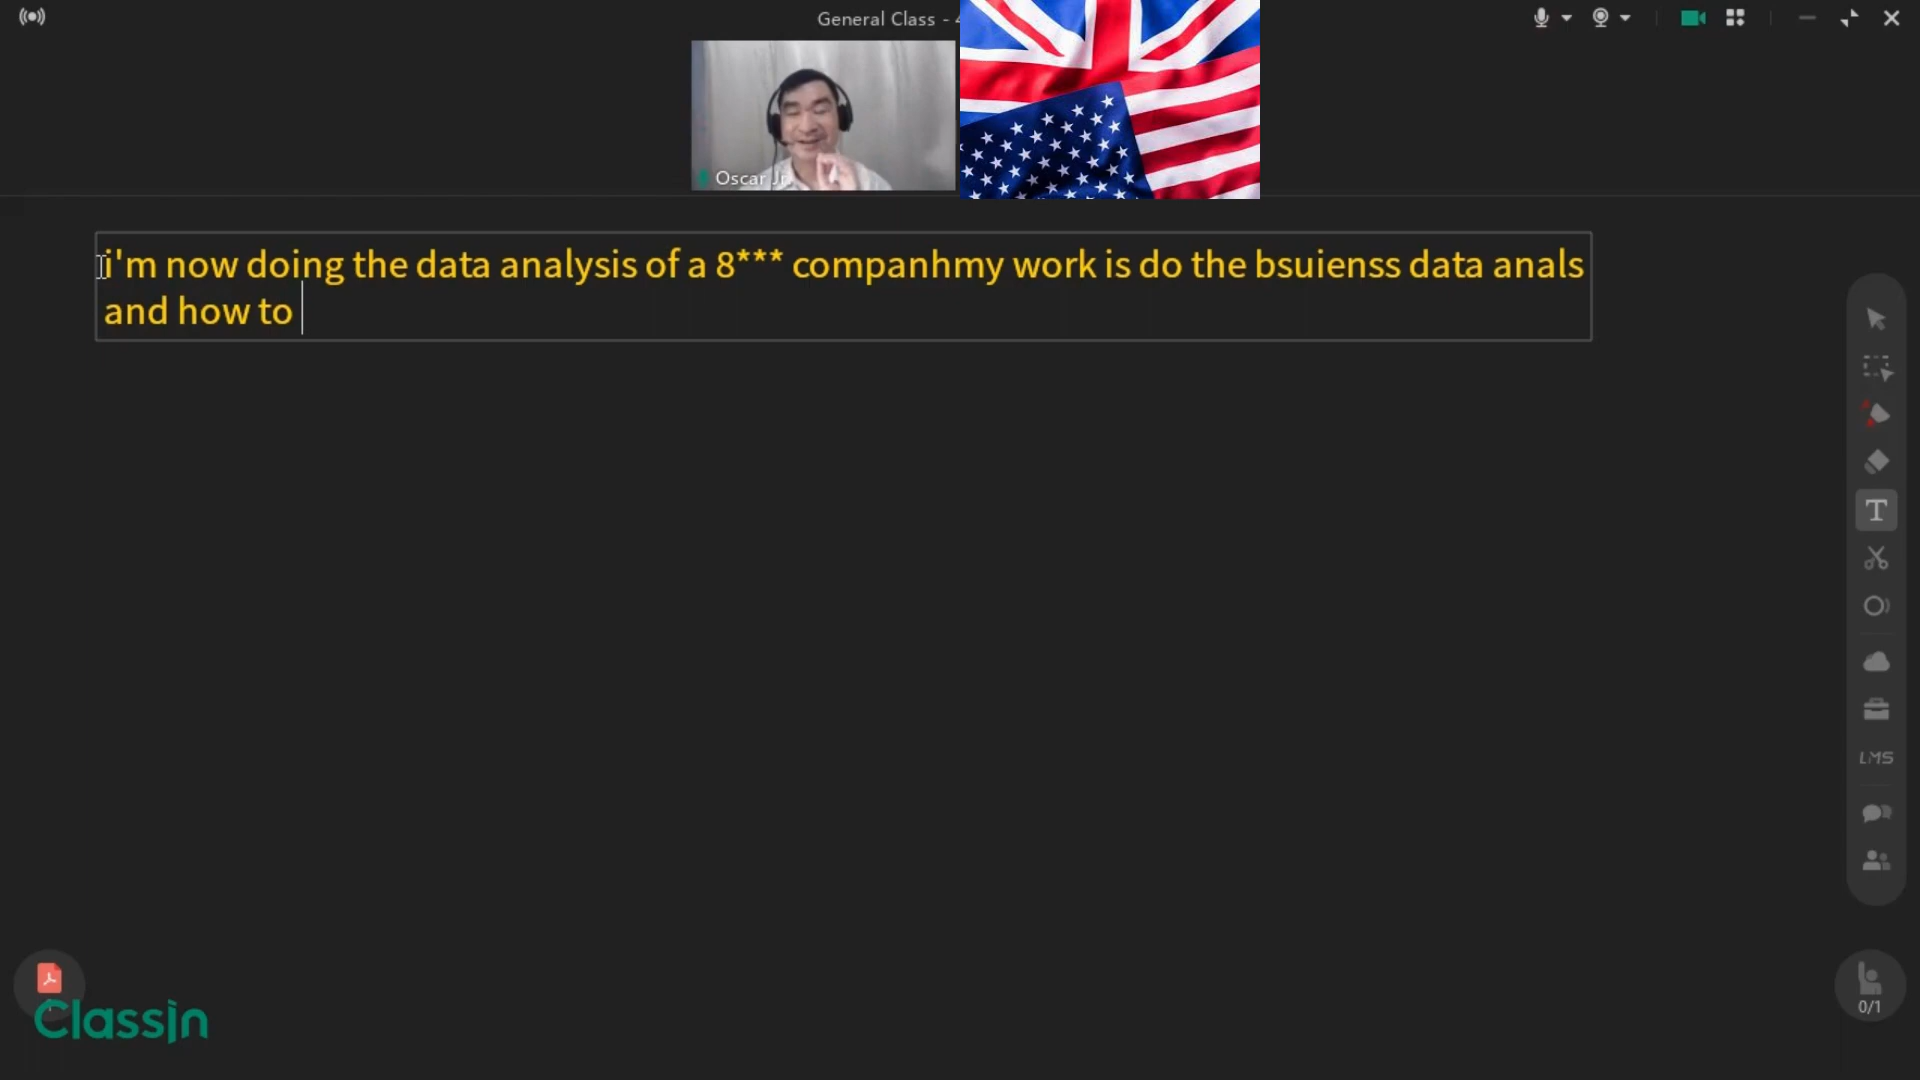 General Class - 4
Oscar Jr
i'm now doing the data analysis of a 8*** companhmy work is do the bsuienss data anals
and how to
LMS
0/1
ClassIn